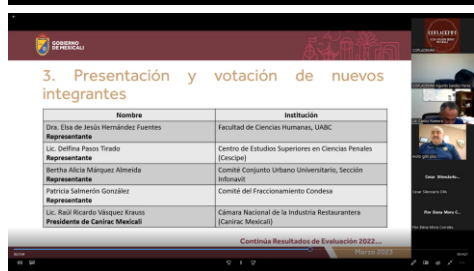 GOBIERNO
DE MEXICALI
3. Presentación y votación de nuevos
integrantes
Nombre
Institución
Dra. Elsa de Jesús Hernández Fuentes
Representante
Facultad de Ciencias Humanas, UABC
Lic. Delfina Pasos Tirado
Representante
Centro de Estudios Superiores en Ciencias Penales
(Cescipe)
Bertha Alicia Márquez Almeida
Representante
Comité Conjunto Urbano Universitario, Sección
Infonavit
Patricia Salmerón González
Representante
Comité del Fraccionamiento Condesa
Lic. Raúl Ricardo Vásquez Krauss
Presidente de Canirac Mexicali
Cámara Nacional de la Industria Restaurantera
(Canirac Mexicali)
Continúa Resultados de Evaluación 2022...
Marzo 2023
COPLADEMM